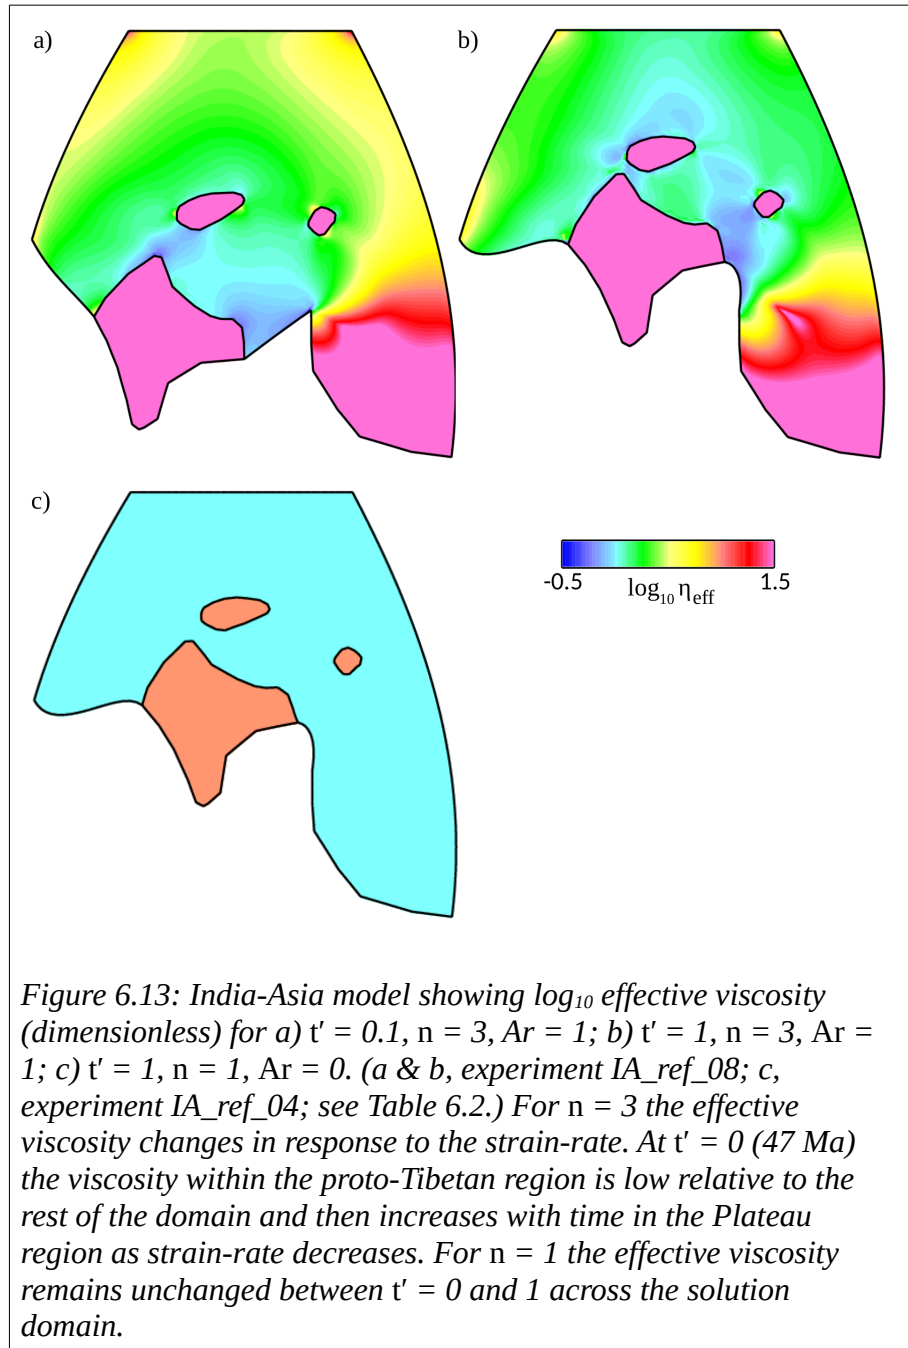 a)
b)
c)
-0.5
1.5
log₁₀ ηeff
Figure 6.13: India-Asia model showing log₁₀ effective viscosity
(dimensionless) for a) t′ = 0.1, n = 3, Ar = 1; b) t′ = 1, n = 3, Ar =
1; c) t′ = 1, n = 1, Ar = 0. (a & b, experiment IA_ref_08; c,
experiment IA_ref_04; see Table 6.2.) For n = 3 the effective
viscosity changes in response to the strain-rate. At t′ = 0 (47 Ma)
the viscosity within the proto-Tibetan region is low relative to the
rest of the domain and then increases with time in the Plateau
region as strain-rate decreases. For n = 1 the effective viscosity
remains unchanged between t′ = 0 and 1 across the solution
domain.